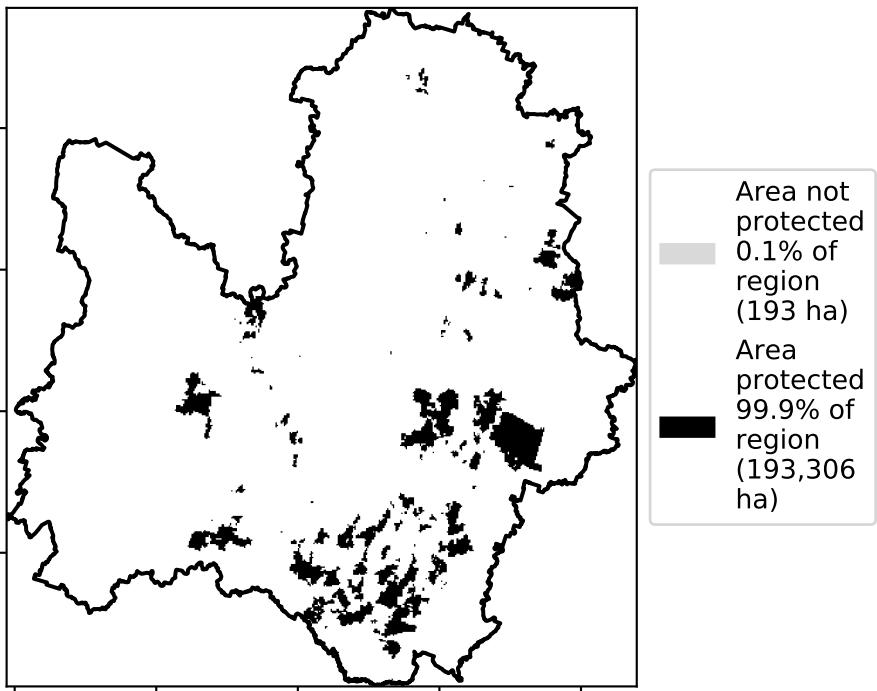 Area not
protected
0.1% of
region
(193 ha)
Area
protected
99.9% of
region
(193,306
ha)